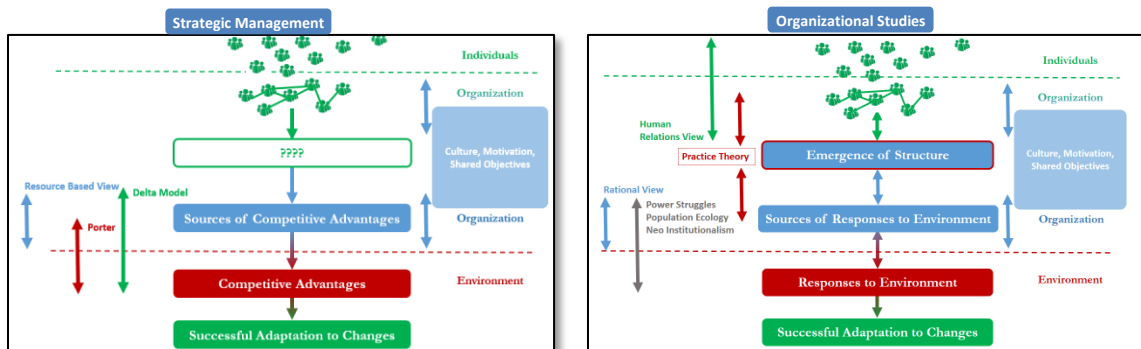 Strategic Management
Individuals
Organization
????
Culture, Motivation,
Shared Objectives
Resource Based View
Delta Model
Porter
Sources of Competitive Advantages
Organization
Competitive Advantages
Environment
Successful Adaptation to Changes
Organizational Studies
Individuals
Organization
Human
Relations View
Practice Theory
Emergence of Structure
Culture, Motivation,
Shared Objectives
Rational View
Power Struggles
Population Ecology
Neo Institutionalism
Sources of Responses to Environment
Organization
Responses to Environment
Environment
Successful Adaptation to Changes